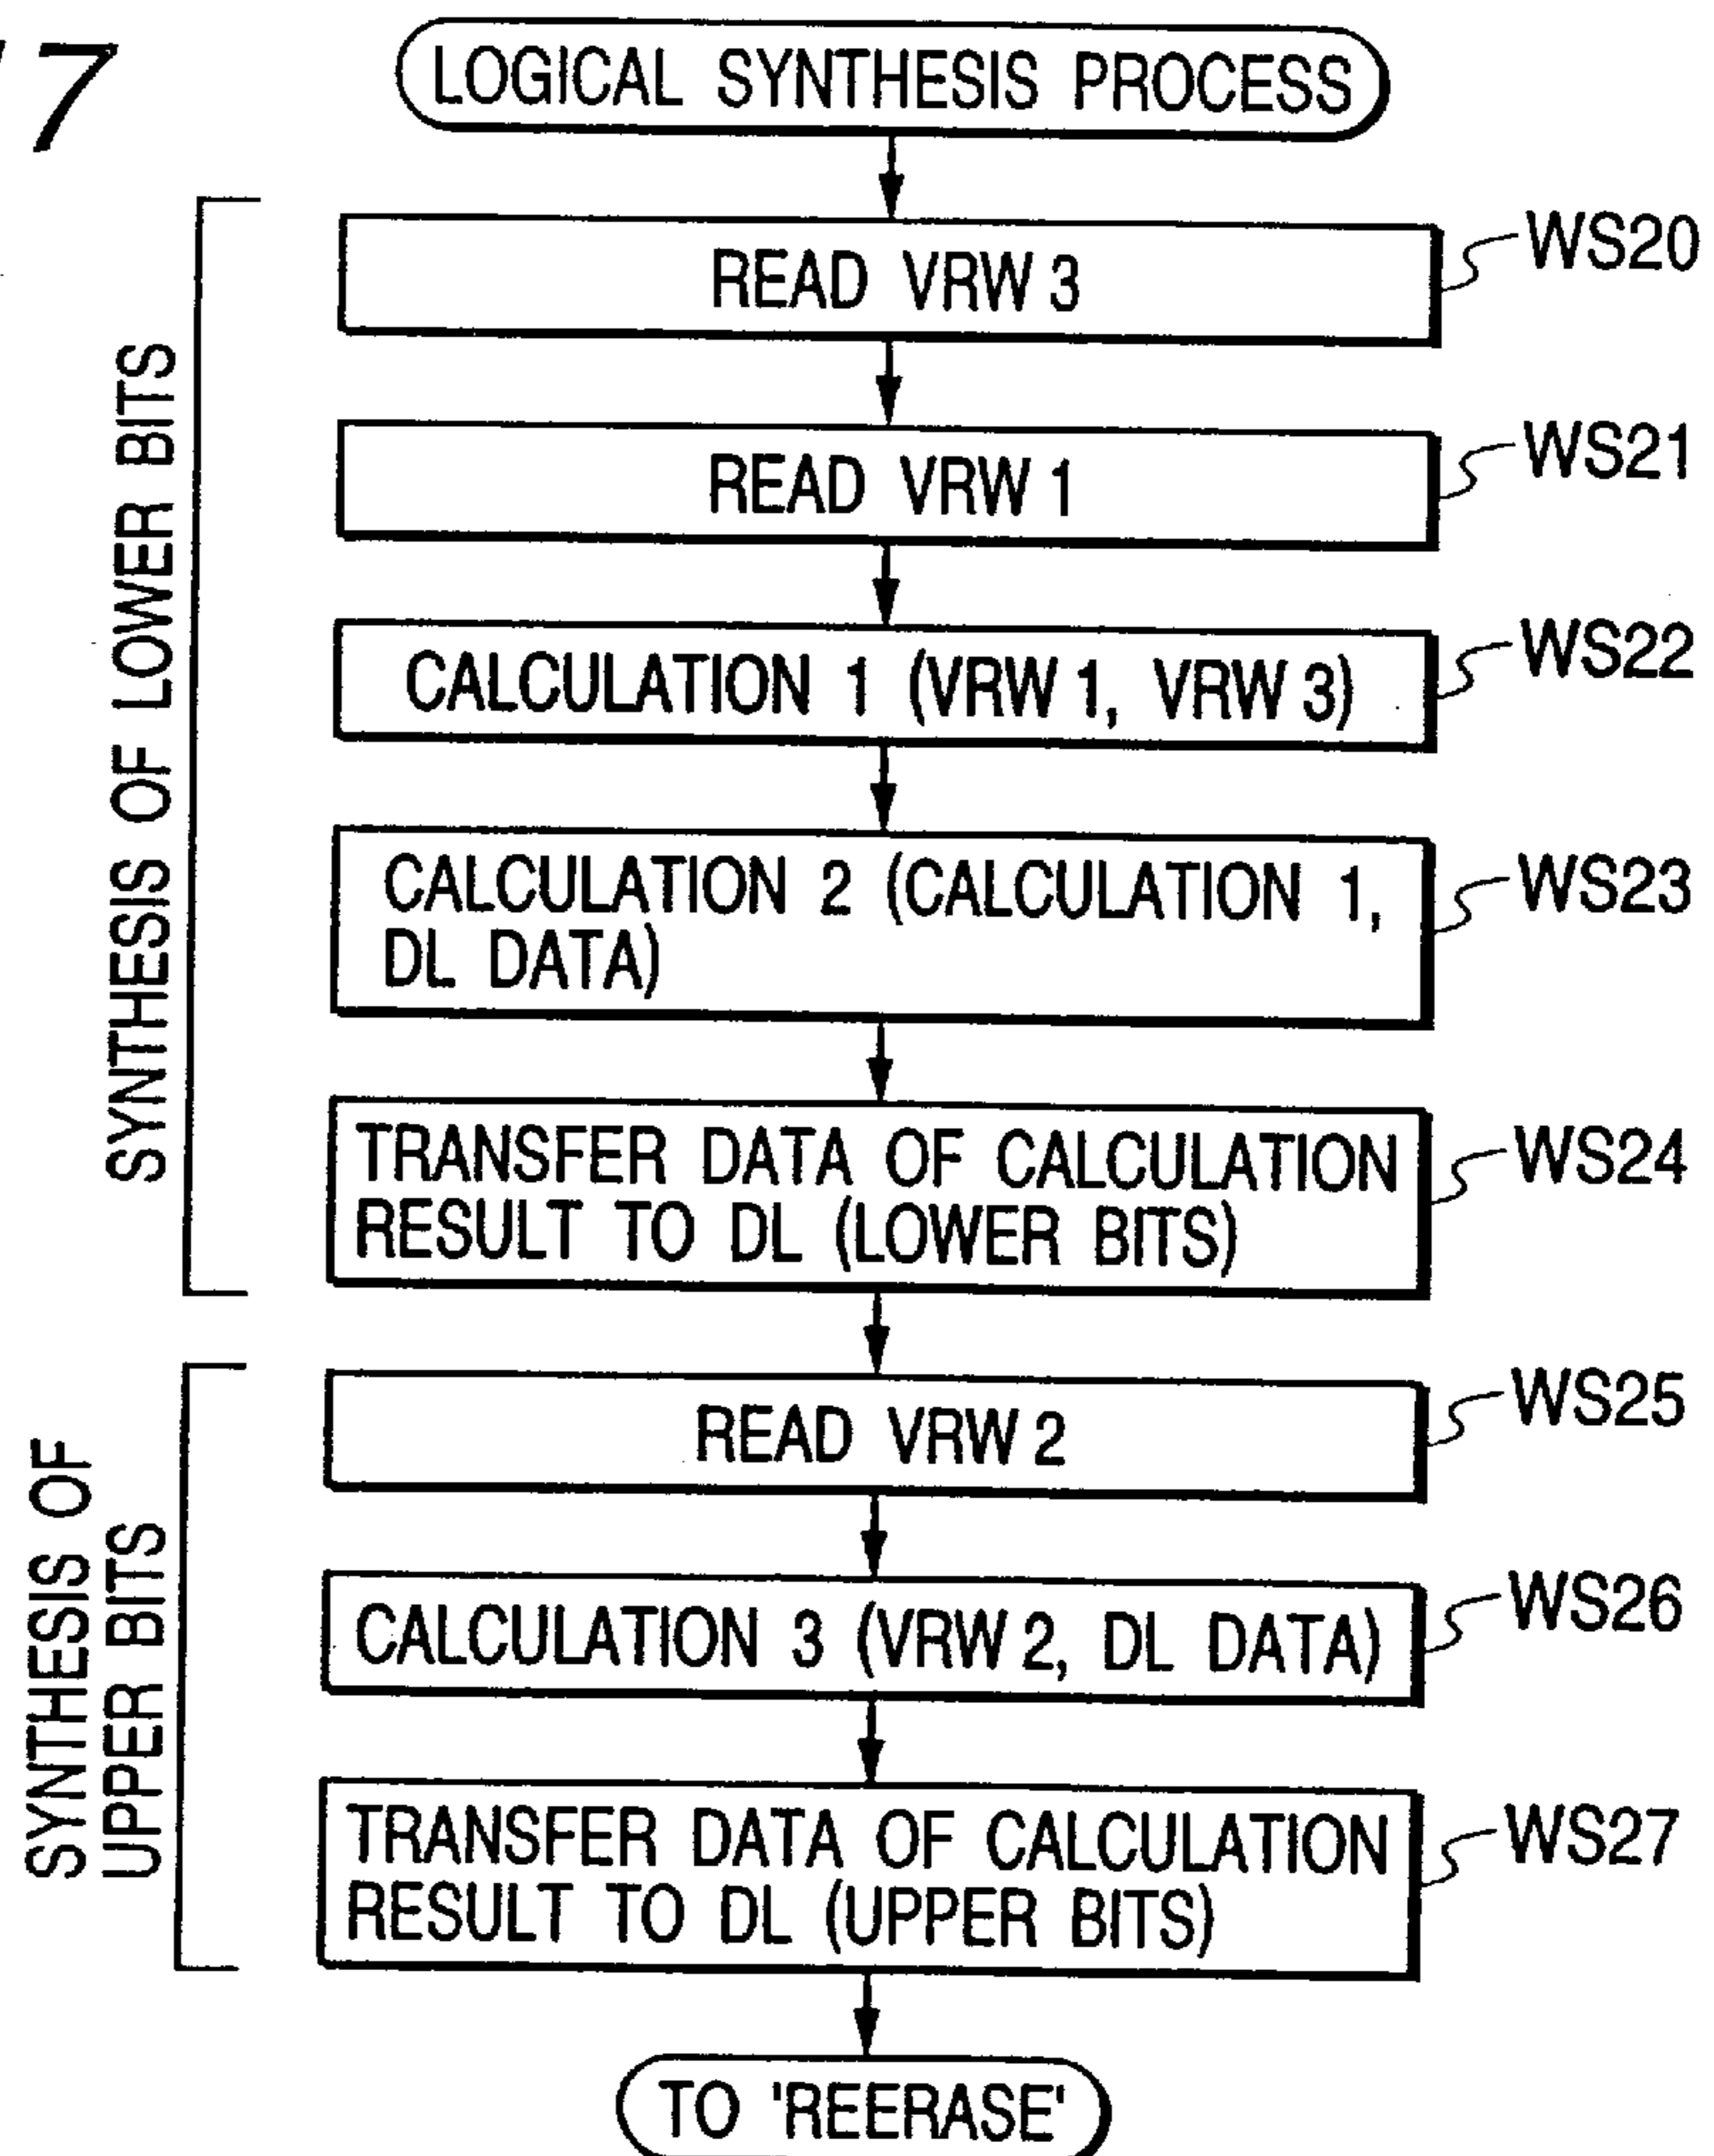 7
LOGICAL SYNTHESIS PROCESS
SYNTHESIS OF LOWER BITS
READ VRW 3
WS20
READ VRW 1
WS21
CALCULATION 1 (VRW 1, VRW 3)
WS22
CALCULATION 2 (CALCULATION 1,
DL DATA)
WS23
TRANSFER DATA OF CALCULATION
RESULT TO DL (LOWER BITS)
WS24
SYNTHESIS OF
UPPER BITS
READ VRW 2
WS25
CALCULATION 3 (VRW 2, DL DATA)
WS26
TRANSFER DATA OF CALCULATION
RESULT TO DL (UPPER BITS)
WS27
TO 'REERASE'